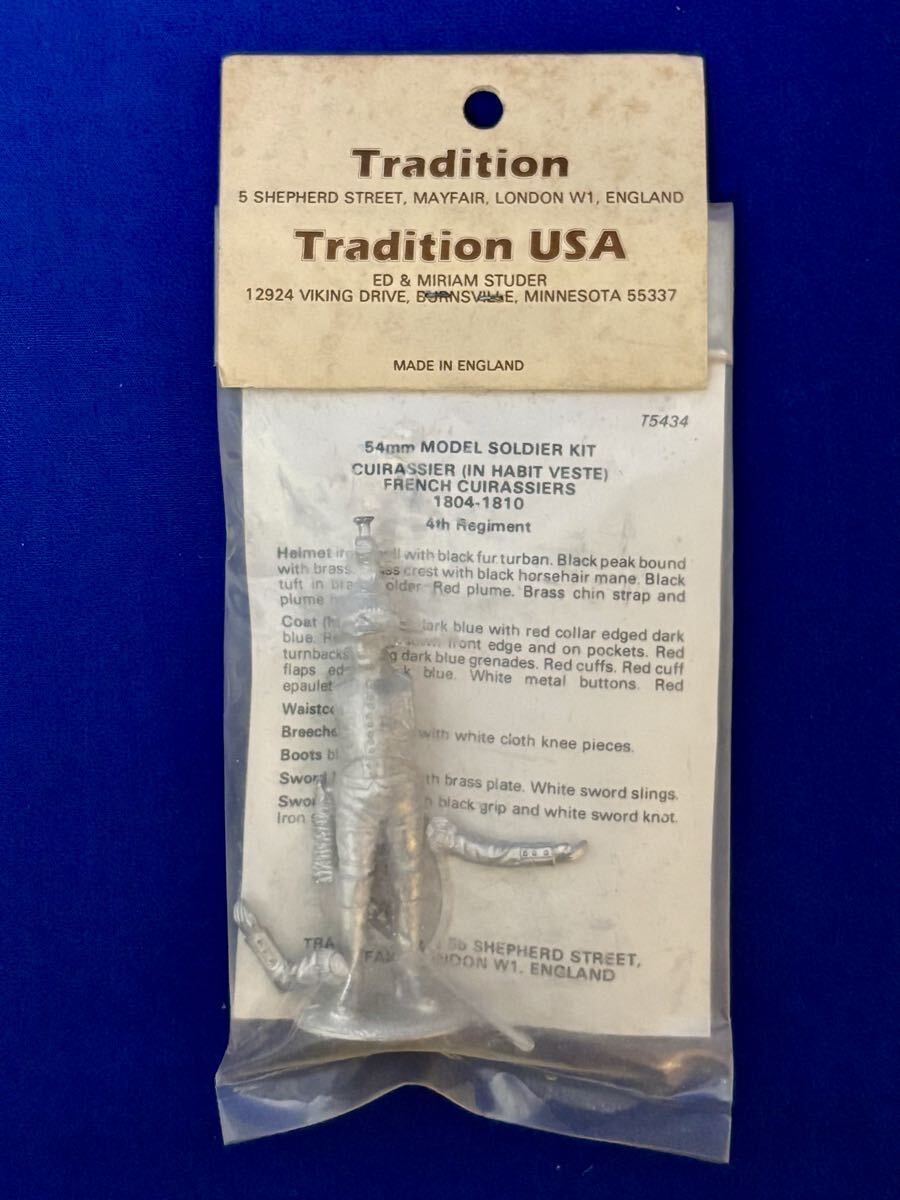 Tradition
5 SHEPHERD STREET, MAYFAIR, LONDON W1, ENGLAND
Tradition USA
ED & MIRIAM STUDER
12924 VIKING DRIVE, BURNSVILLE, MINNESOTA 55337
MADE IN ENGLAND
T5434
54mm MODEL SOLDIER KIT
CUIRASSIER (IN HABIT VESTE)
FRENCH CUIRASSIERS
1804-1810
4th Regiment
Helmet with black fur turban. Black peak bound
with brass. crest with black horsehair mane. Black
tuft in Red plume. Brass chin strap and
plume
Coat dark blue with red collar edged dark
blue. front edge and on pockets. Red
turnbacks dark blue grenades. Red cuffs. Red cuff
flaps blue. White metal buttons. Red
with white cloth knee pieces.
Boots
Sword brass plate. White sword slings.
black grip and white sword knot.
Iron
SHEPHERD STREET,
LONDON W1, ENGLAND